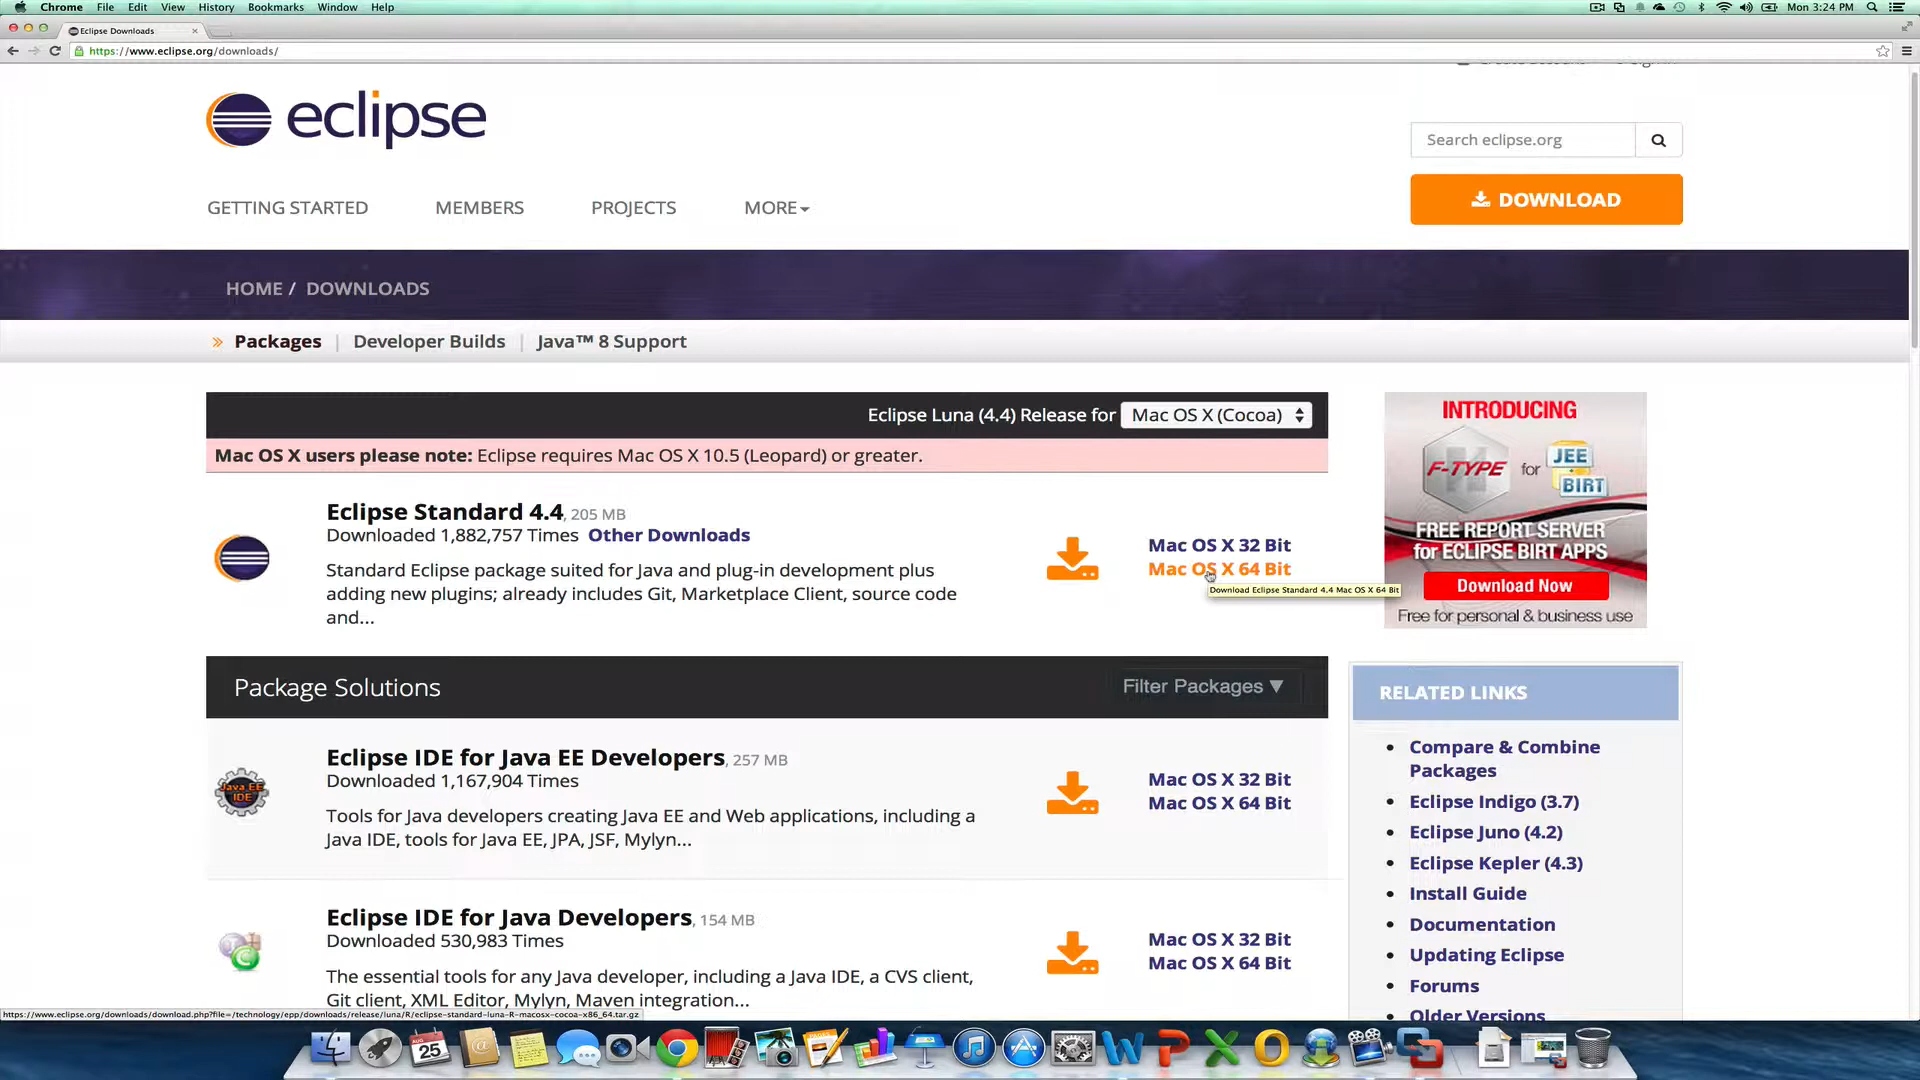 Chrome File Edit View History Bookmarks Window Help
Mon 3:24 PM
Eclipse Downloads
https://www.eclipse.org/downloads/
eclipse
Search eclipse.org
DOWNLOAD
GETTING STARTED MEMBERS PROJECTS MORE
HOME / DOWNLOADS
» Packages | Developer Builds | Java™ 8 Support
Eclipse Luna (4.4) Release for Mac OS X (Cocoa)
Mac OS X users please note: Eclipse requires Mac OS X 10.5 (Leopard) or greater.
Eclipse Standard 4.4, 205 MB
Downloaded 1,882,757 Times Other Downloads
Standard Eclipse package suited for Java and plug-in development plus
adding new plugins; already includes Git, Marketplace Client, source code
and...
Mac OS X 32 Bit
Mac OS X 64 Bit
Download Eclipse Standard 4.4 Mac OS X 64 Bit
INTRODUCING
F-TYPE for JEE
BIRT
FREE REPORT SERVER
for ECLIPSE BIRT APPS
Download Now
Free for personal & business use
Package Solutions
Filter Packages ▼
Eclipse IDE for Java EE Developers, 257 MB
Downloaded 1,167,904 Times
Tools for Java developers creating Java EE and Web applications, including a
Java IDE, tools for Java EE, JPA, JSF, Mylyn...
Java EE
IDE
Mac OS X 32 Bit
Mac OS X 64 Bit
Eclipse IDE for Java Developers, 154 MB
Downloaded 530,983 Times
The essential tools for any Java developer, including a Java IDE, a CVS client,
Git client, XML Editor, Mylyn, Maven integration...
Mac OS X 32 Bit
Mac OS X 64 Bit
RELATED LINKS
Compare & Combine
Packages
Eclipse Indigo (3.7)
Eclipse Juno (4.2)
Eclipse Kepler (4.3)
Install Guide
Documentation
Updating Eclipse
Forums
Older Versions
https://www.eclipse.org/downloads/download.php?file=/technology/epp/downloads/release/luna/R/eclipse-standard-luna-R-macosx-cocoa-x86_64.tar.gz
AUG
25